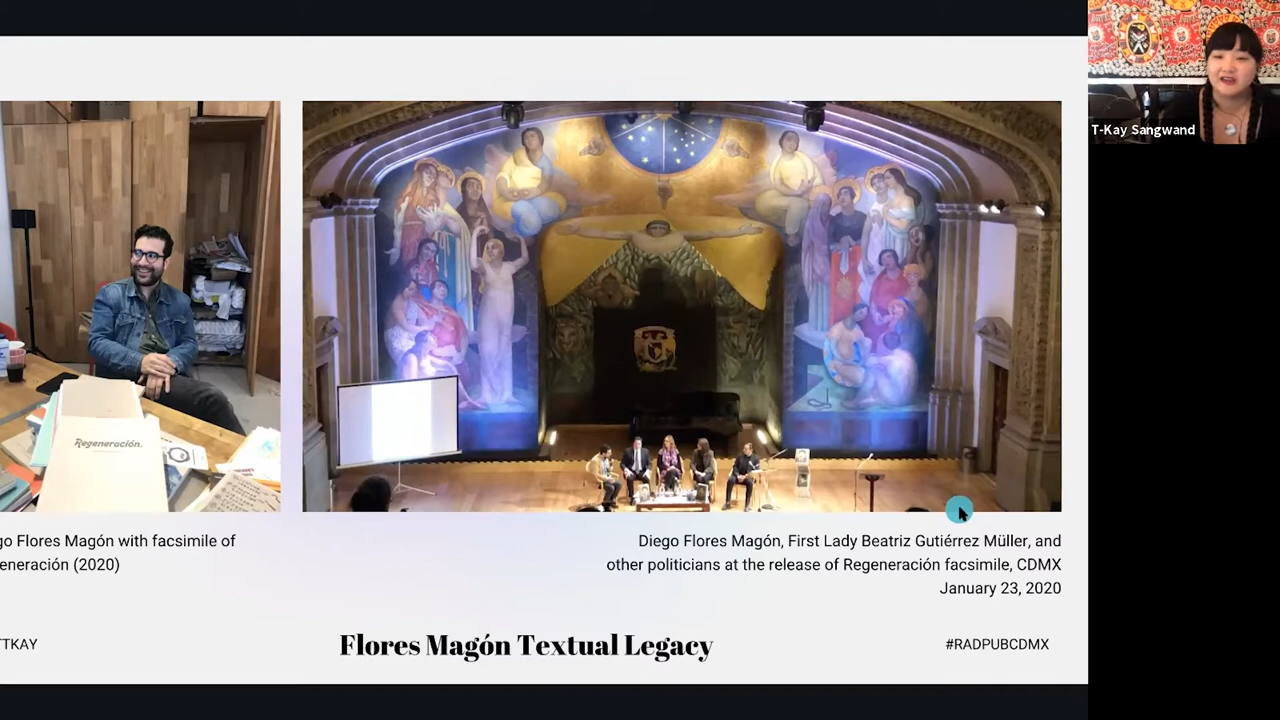 T-Kay Sangwand
Regeneración.
go Flores Magón with facsimile of
eneración (2020)
Diego Flores Magón, First Lady Beatriz Gutiérrez Müller, and
other politicians at the release of Regeneración facsimile, CDMX
January 23, 2020
TKAY
Flores Magón Textual Legacy
#RADPUBCDMX